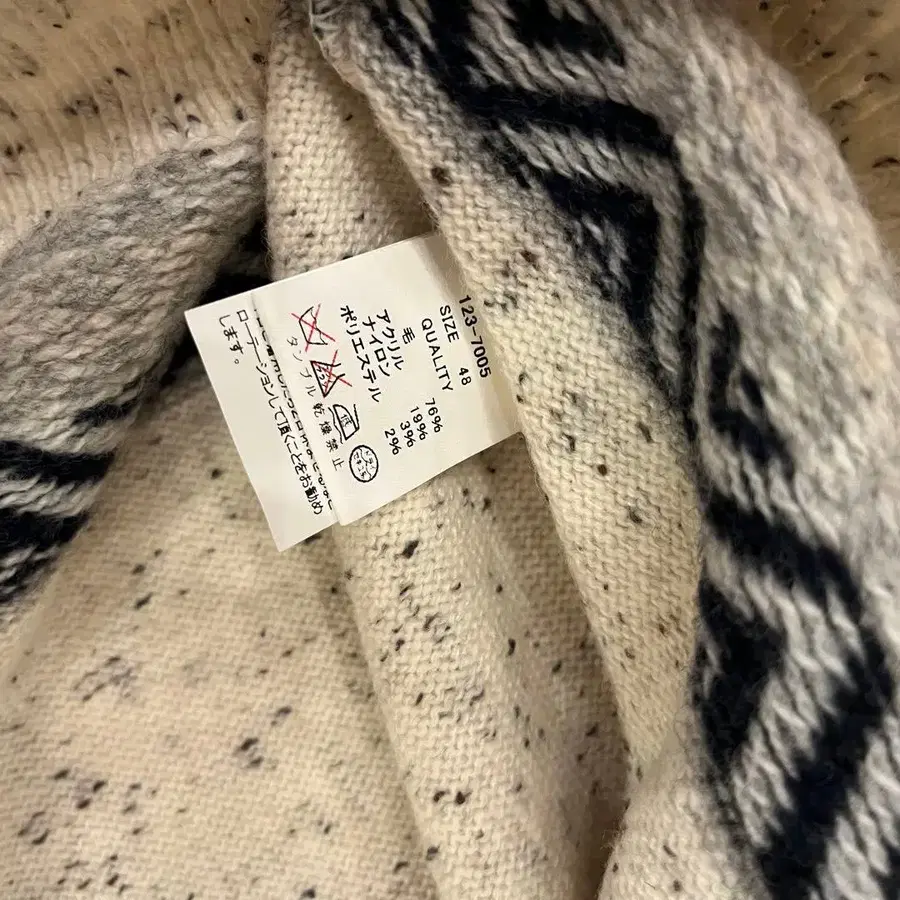 123-7005
SIZE 48
QUALITY
毛 76%
アクリル 19%
ナイロン 3%
ポリエステル 2%
タンブル乾燥禁止
ローテーションして頂くことをお勧め
します。